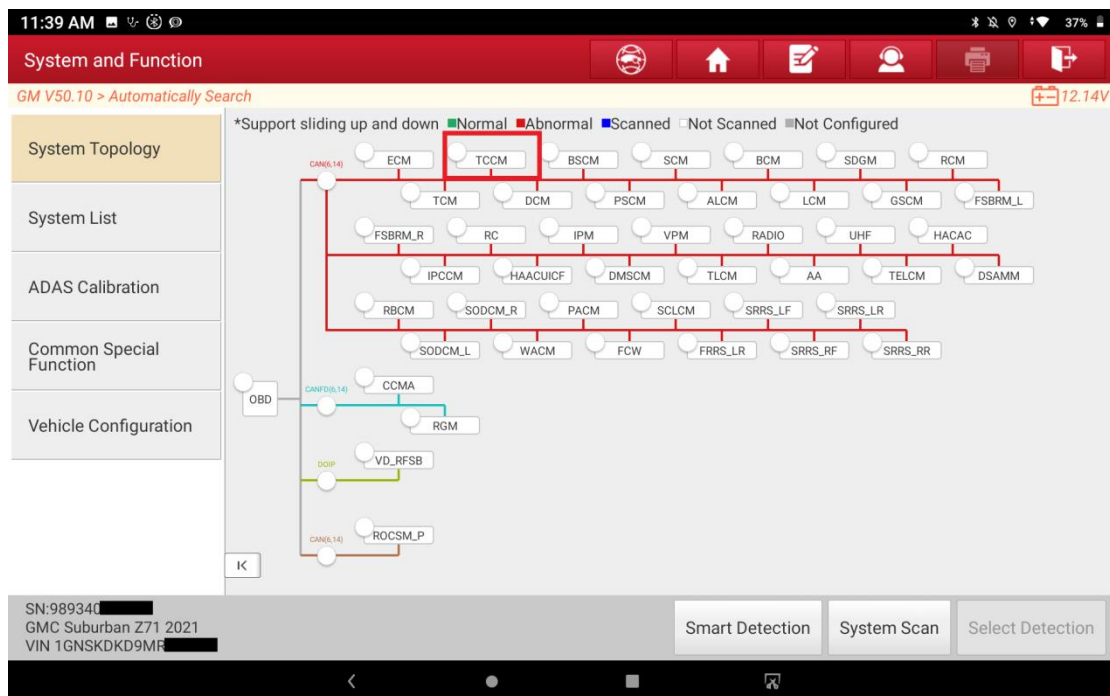 11:39 AM
37%
System and Function
GM V50.10 > Automatically Search
12.14V
System Topology
System List
ADAS Calibration
Common Special
Function
Vehicle Configuration
*Support sliding up and down Normal Abnormal Scanned Not Scanned Not Configured
CAN(6,14)
ECM TCCM BSCM SCM BCM SDGM RCM
TCM DCM PSCM ALCM LCM GSCM FSBRM_L
FSBRM_R RC IPM VPM RADIO UHF HACAC
IPCCM HAACUICF DMSCM TLCM AA TELCM DSAMM
RBCM SODCM_R PACM SCLCM SRRS_LF SRRS_LR
SODCM_L WACM FCW FRRS_LR SRRS_RF SRRS_RR
OBD
CANFD(6,14)
CCMA
RGM
DOIP
VD_RFSB
CAN(6,14)
ROCSM_P
SN:989340
GMC Suburban Z71 2021
VIN 1GNSKDKD9MR
Smart Detection System Scan Select Detection